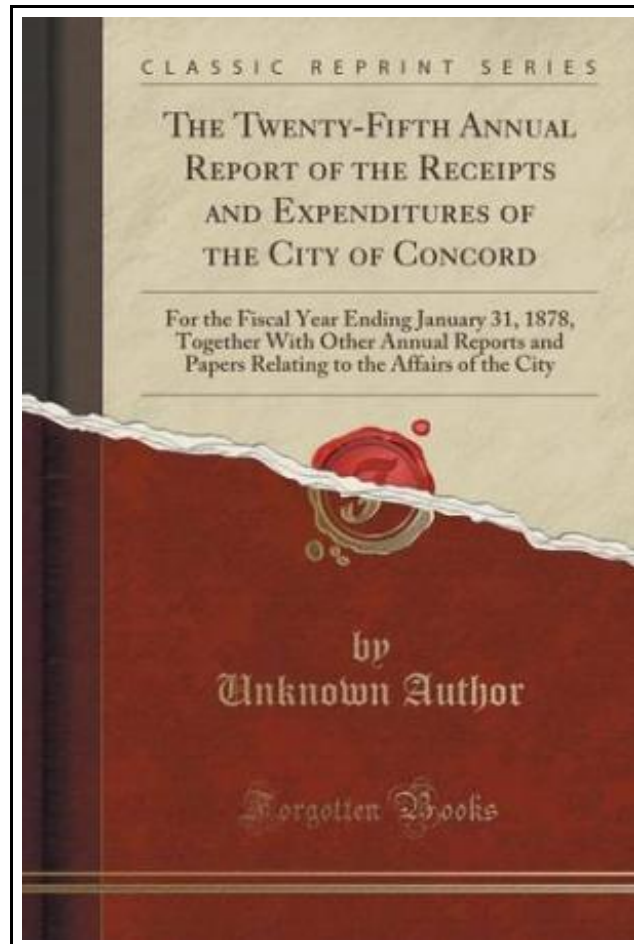 CLASSIC REPRINT SERIES
THE TWENTY-FIFTH ANNUAL
REPORT OF THE RECEIPTS
AND EXPENDITURES OF
THE CITY OF CONCORD
For the Fiscal Year Ending January 31, 1878,
Together With Other Annual Reports and
Papers Relating to the Affairs of the City
by
Unknown Author
Forgotten Books